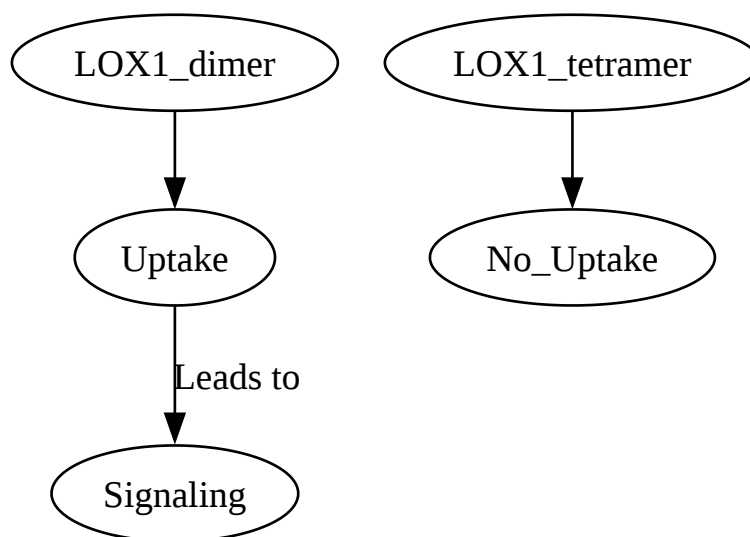 LOX1_dimer
LOX1_tetramer
Uptake
No_Uptake
Leads to
Signaling